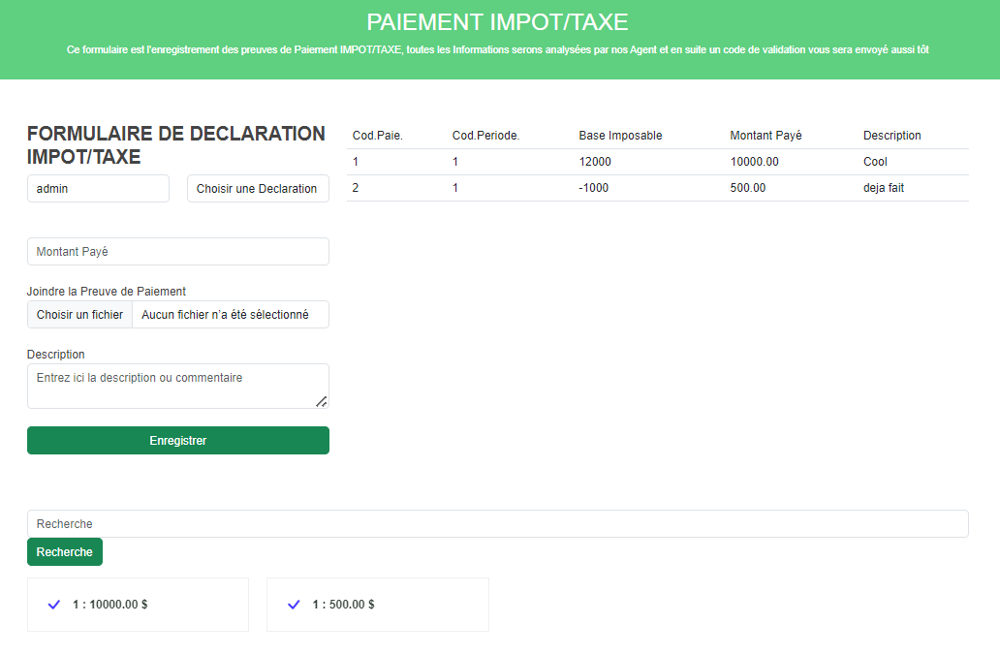 PAIEMENT IMPOT/TAXE
Ce formulaire est l'enregistrement des preuves de Paiement IMPOT/TAXE, toutes les Informations serons analysées par nos Agent et en suite un code de validation vous sera envoyé aussi tôt
FORMULAIRE DE DECLARATION
IMPOT/TAXE
admin
Choisir une Declaration
Montant Payé
Joindre la Preuve de Paiement
Choisir un fichier Aucun fichier n'a été sélectionné
Description
Entrez ici la description ou commentaire
Enregistrer
Cod.Paie. Cod.Periode. Base Imposable Montant Payé Description
1 1 12000 10000.00 Cool
2 1 -1000 500.00 deja fait
Recherche
Recherche
1 : 10000.00 $
1 : 500.00 $